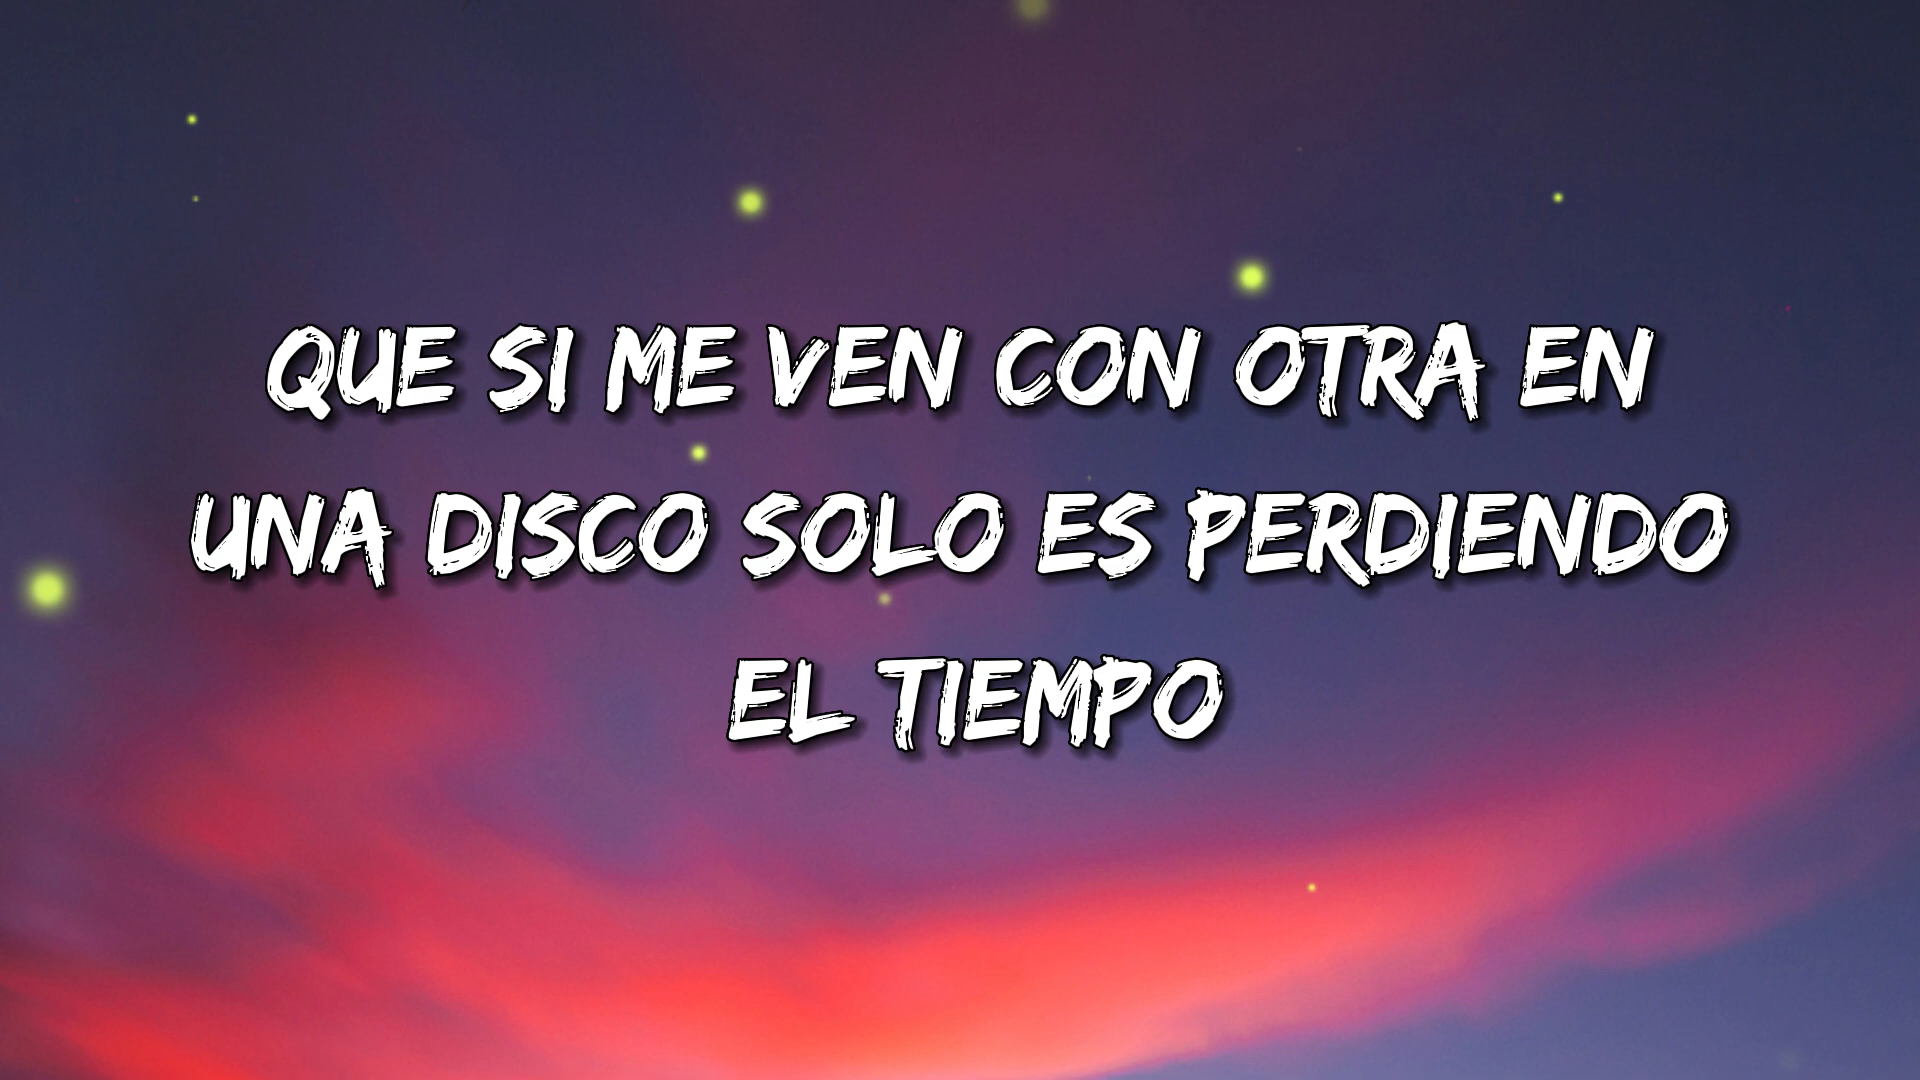 QUE SI ME VEN CON OTRA EN
UNA DISCO SOLO ES PERDIENDO
EL TIEMPO